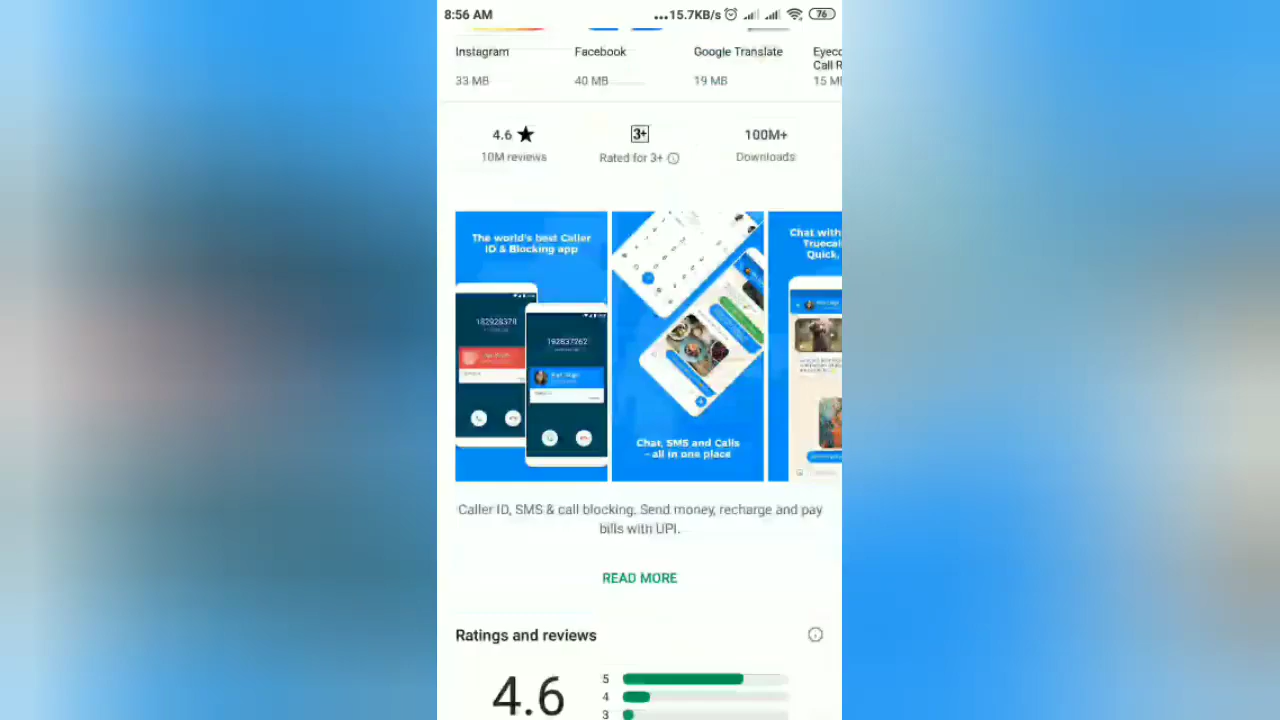 8:56 AM
...15.7KB/s
76
Instagram
Facebook
Google Translate
Call R
33 MB
40 MB
19 MB
15 M
4.6 ★
3+
100M+
10M reviews
Rated for 3+
Downloads
The world's best Caller
ID & Blocking app
192837262
Chat, SMS and Calls
– all in one place
Chat with
Truecal
Quick,
Caller ID, SMS & call blocking. Send money, recharge and pay
bills with UPI.
READ MORE
Ratings and reviews
4.6
5
4
3